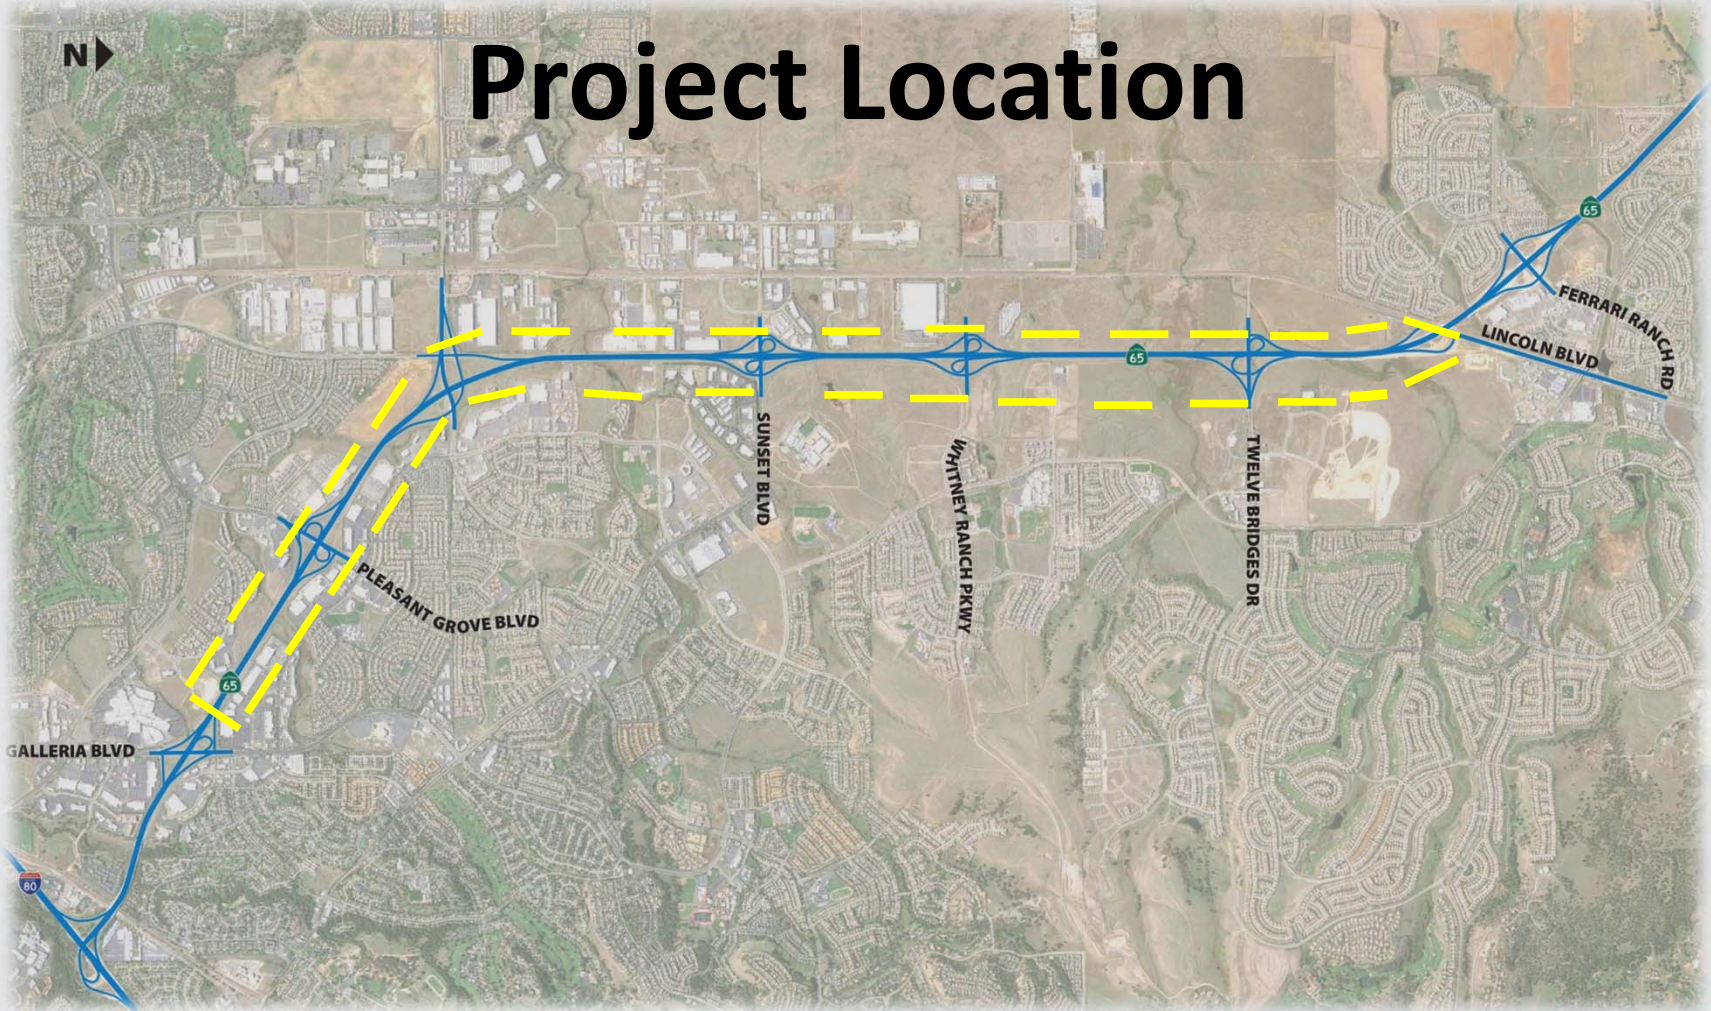 N
Project Location
65
FERRARI RANCH RD
LINCOLN BLVD
65
SUNSET BLVD
WHITNEY RANCH PKWY
TWELVE BRIDGES DR
PLEASANT GROVE BLVD
65
GALLERIA BLVD
80